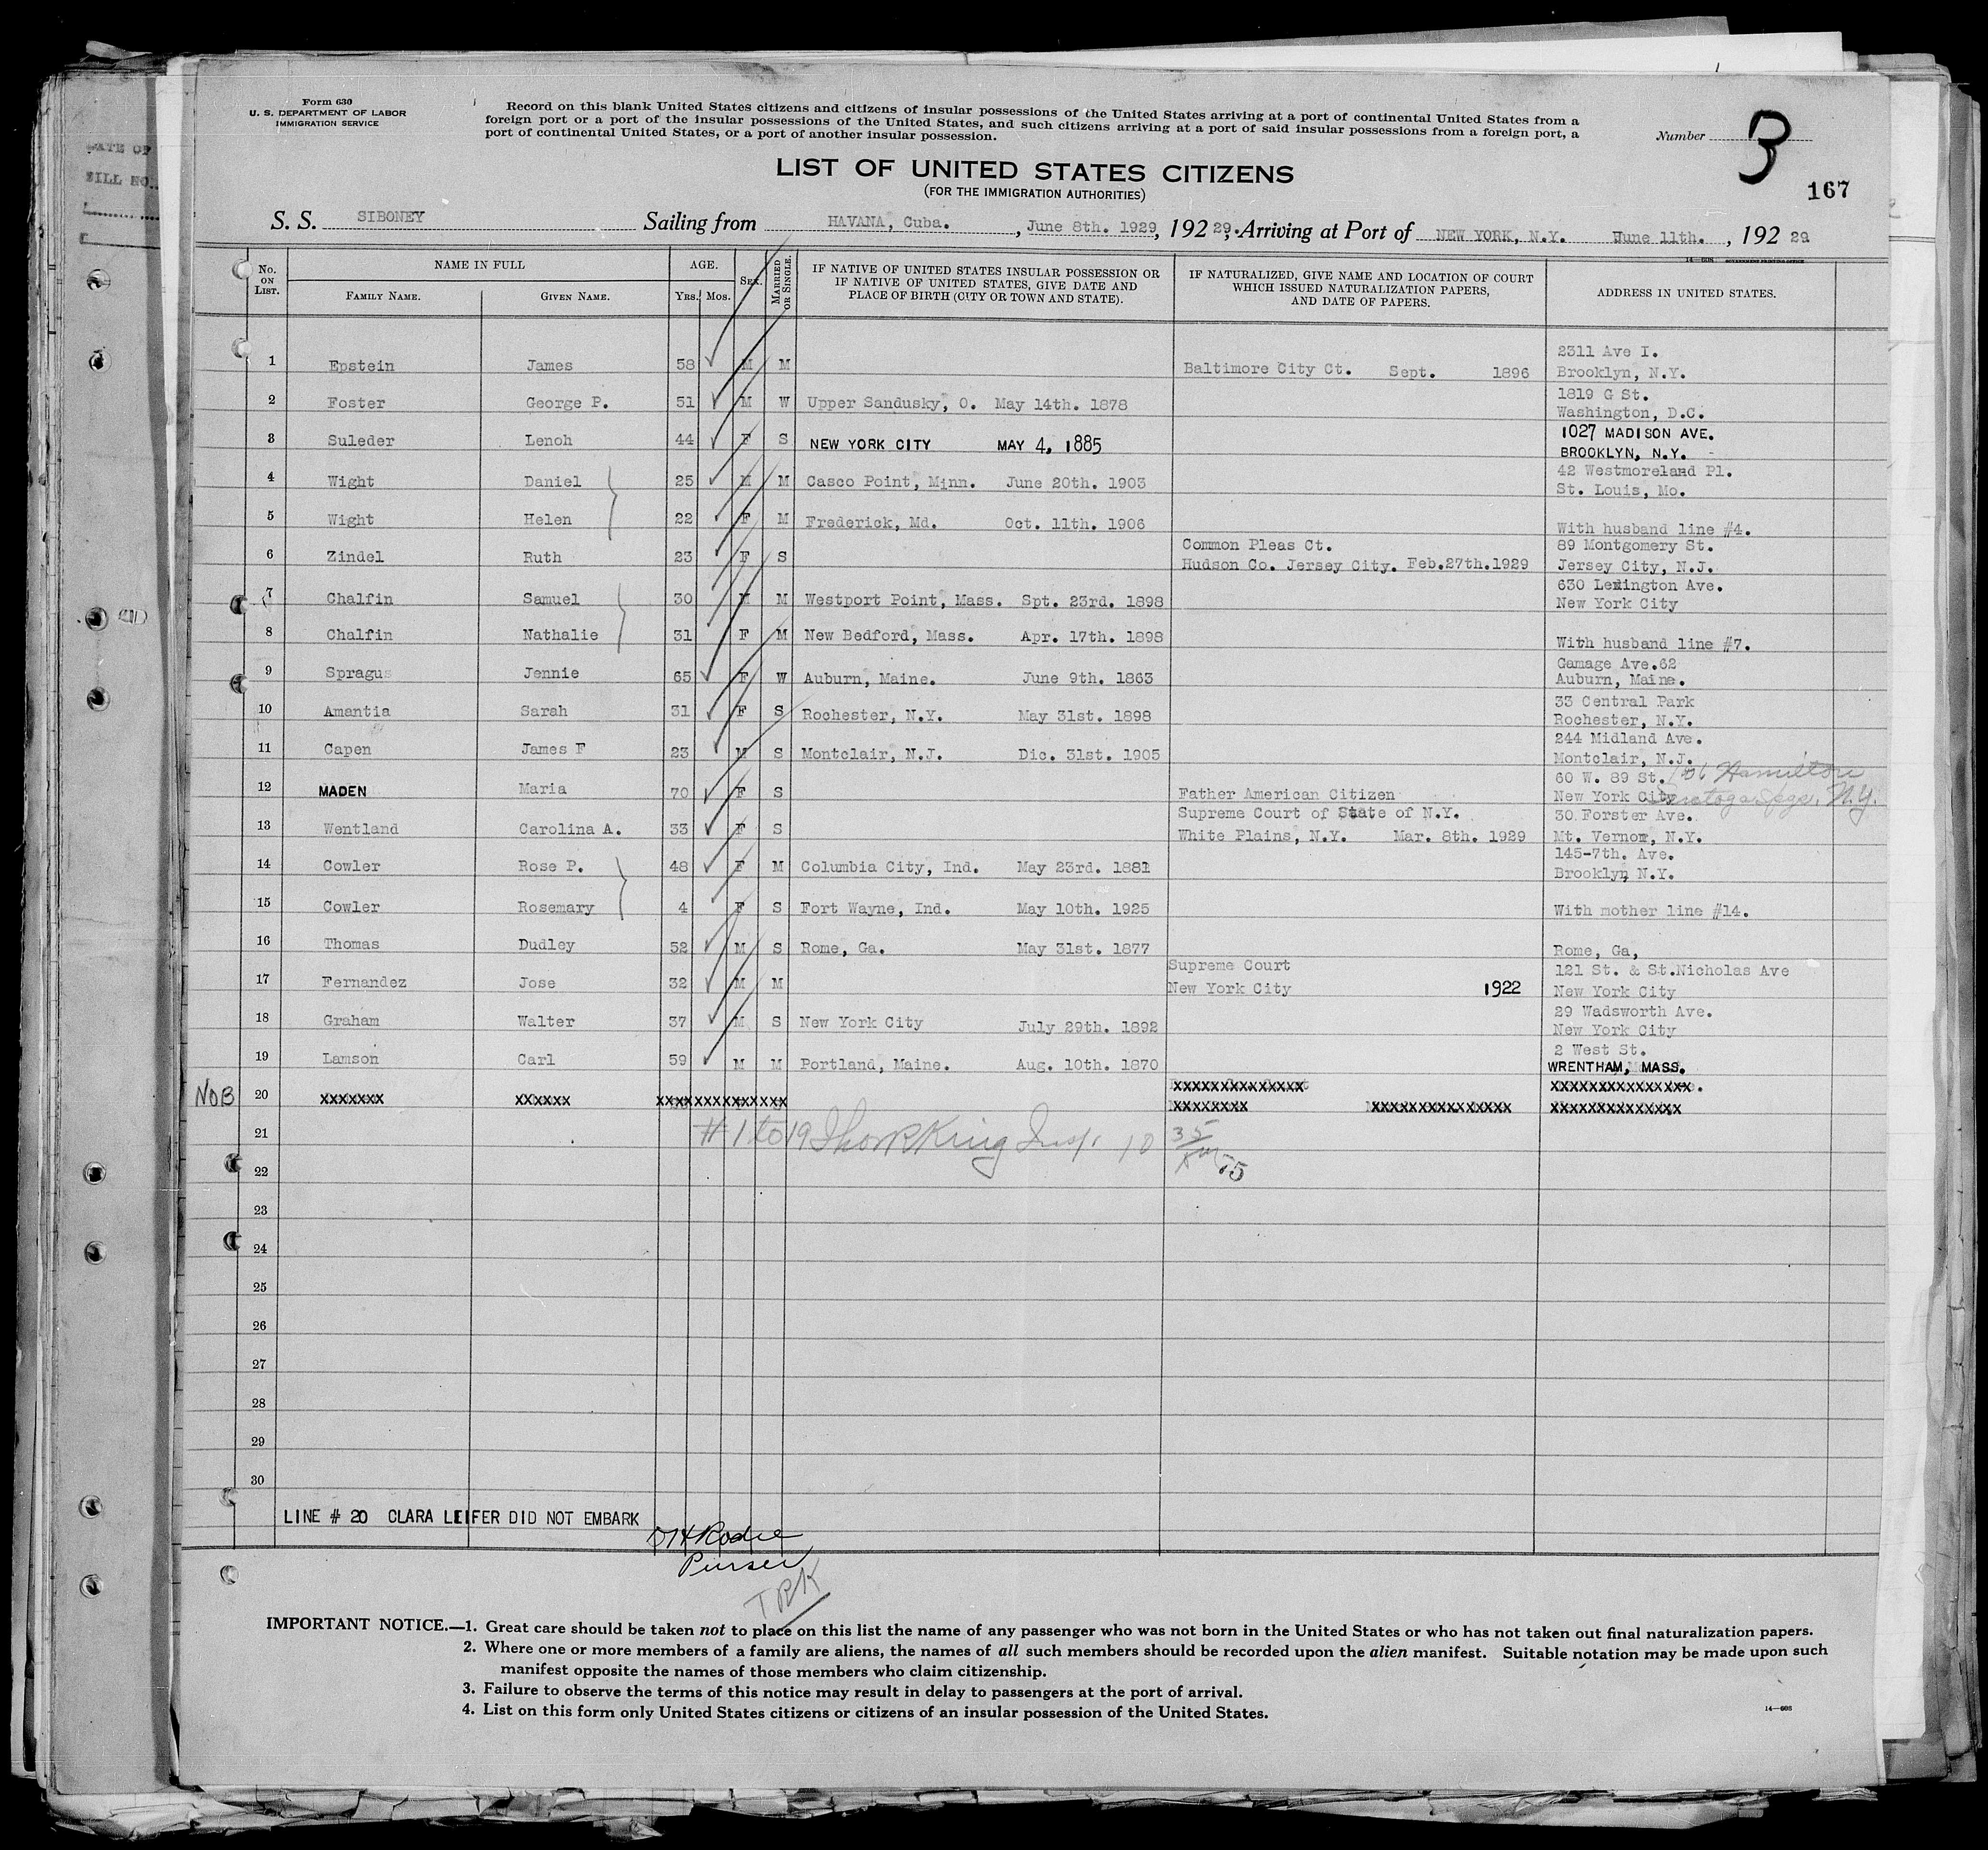 Form 630
U. S. DEPARTMENT OF LABOR
IMMIGRATION SERVICE
Record on this blank United States citizens and citizens of insular possessions of the United States arriving at a port of continental United States from a
foreign port or a port of the insular possessions of the United States, and such citizens arriving at a port of said insular possessions from a foreign port, a
port of continental United States, or a port of another insular possession.
Number 3
167
LIST OF UNITED STATES CITIZENS
(FOR THE IMMIGRATION AUTHORITIES)
S. S. SIBONEY Sailing from HAVANA, Cuba. , June 8th. 1929, 192 29. Arriving at Port of NEW YORK, N.Y. June 11th. , 192 29
No. ON LIST. NAME IN FULL AGE. SEX. MARRIED OR SINGLE. IF NATIVE OF UNITED STATES INSULAR POSSESSION OR IF NATIVE OF UNITED STATES, GIVE DATE AND PLACE OF BIRTH (CITY OR TOWN AND STATE). IF NATURALIZED, GIVE NAME AND LOCATION OF COURT WHICH ISSUED NATURALIZATION PAPERS, AND DATE OF PAPERS. ADDRESS IN UNITED STATES.
FAMILY NAME. GIVEN NAME. Yrs. Mos.
1 Epstein James 58 M M Baltimore City Ct. Sept. 1896 2311 Ave I. Brooklyn, N.Y.
2 Foster George P. 51 M W Upper Sandusky, O. May 14th. 1878 1819 G St. Washington, D.C.
3 Suleder Lenoh 44 F S NEW YORK CITY MAY 4, 1885 1027 MADISON AVE. BROOKLYN, N.Y.
4 Wight Daniel 25 M M Casco Point, Minn. June 20th. 1903 42 Westmoreland Pl. St. Louis, Mo.
5 Wight Helen 22 F M Frederick, Md. Oct. 11th. 1906 With husband line #4.
6 Zindel Ruth 23 F S Common Pleas Ct. Hudson Co. Jersey City. Feb.27th.1929 89 Montgomery St. Jersey City, N.J.
7 Chalfin Samuel 30 M M Westport Point, Mass. Spt. 23rd. 1898 630 Lexington Ave. New York City
8 Chalfin Nathalie 31 F M New Bedford, Mass. Apr. 17th. 1898 With husband line #7.
9 Spragus Jennie 65 F W Auburn, Maine. June 9th. 1863 Gamage Ave.62 Auburn, Maine.
10 Amantia Sarah 31 F S Rochester, N.Y. May 31st. 1898 33 Central Park Rochester, N.Y.
11 Capen James F 23 M S Montclair, N.J. Dic. 31st. 1905 244 Midland Ave. Montclair, N.J.
12 MADEN Maria 70 F S Father American Citizen 60 W. 89 St. New York City Hamilton Saratoga Spgs. N.Y.
13 Wentland Carolina A. 33 F S Supreme Court of State of N.Y. White Plains, N.Y. Mar. 8th. 1929 30 Forster Ave. Mt. Vernon, N.Y.
14 Cowler Rose P. 48 F M Columbia City, Ind. May 23rd. 1881 145-7th. Ave. Brooklyn, N.Y.
15 Cowler Rosemary 4 F S Fort Wayne, Ind. May 10th. 1925 With mother line #14.
16 Thomas Dudley 52 M S Rome, Ga. May 31st. 1877 Rome, Ga,
17 Fernandez Jose 32 M M Supreme Court New York City 1922 121 St. & St.Nicholas Ave New York City
18 Graham Walter 37 M S New York City July 29th. 1892 29 Wadsworth Ave. New York City
19 Lamson Carl 59 M M Portland, Maine. Aug. 10th. 1870 2 West St. WRENTHAM, MASS.
NOB 20 xxxxxxx xxxxxx xxxxxxxxxxxxxx
21 #1 to 19 Thor R King Insp.
22
23
24
25
26
27
28
29
30
LINE # 20 CLARA LEIFER DID NOT EMBARK
Rodie
Purser
TRK
IMPORTANT NOTICE.—1. Great care should be taken not to place on this list the name of any passenger who was not born in the United States or who has not taken out final naturalization papers.
2. Where one or more members of a family are aliens, the names of all such members should be recorded upon the alien manifest. Suitable notation may be made upon such
manifest opposite the names of those members who claim citizenship.
3. Failure to observe the terms of this notice may result in delay to passengers at the port of arrival.
4. List on this form only United States citizens or citizens of an insular possession of the United States.
14—608